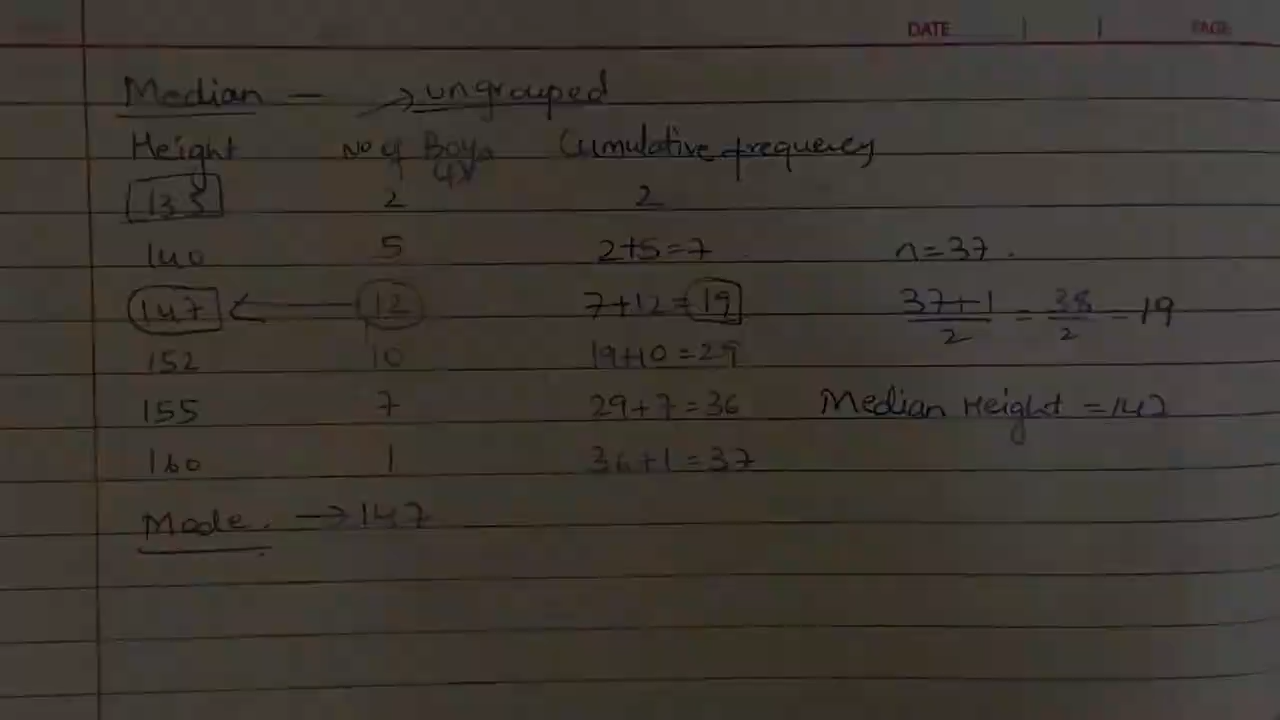 DATE PAGE
Median — → ungrouped
Height No of Boys Cumulative frequency
135 2 2
140 5 2+5=7 n=37.
147 ← 12 7+12=19 37+1/2 = 38/2 = 19
152 10 19+10=29
155 7 29+7=36 Median Height =147
160 1 36+1=37
Mode. → 147